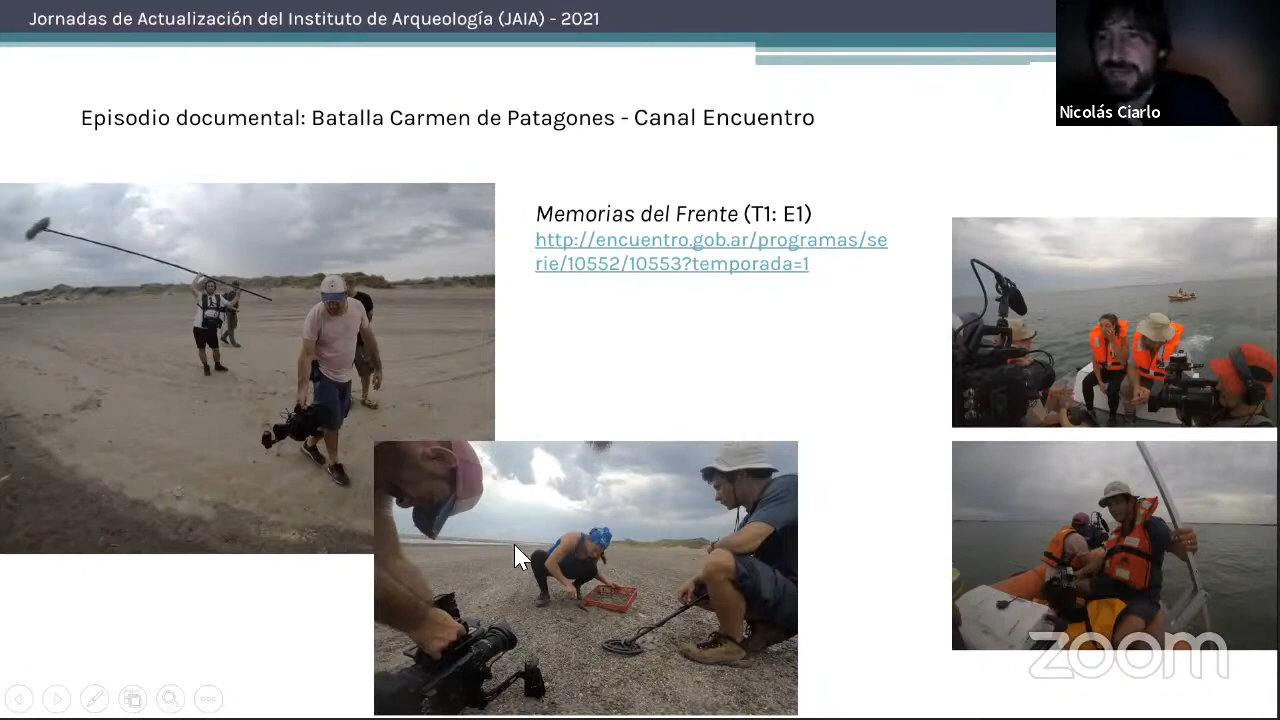 Jornadas de Actualización del Instituto de Arqueología (JAIA) - 2021
Nicolás Ciarlo
Episodio documental: Batalla Carmen de Patagones - Canal Encuentro
Memorias del Frente (T1: E1)
http://encuentro.gob.ar/programas/se
rie/10552/10553?temporada=1
zoom